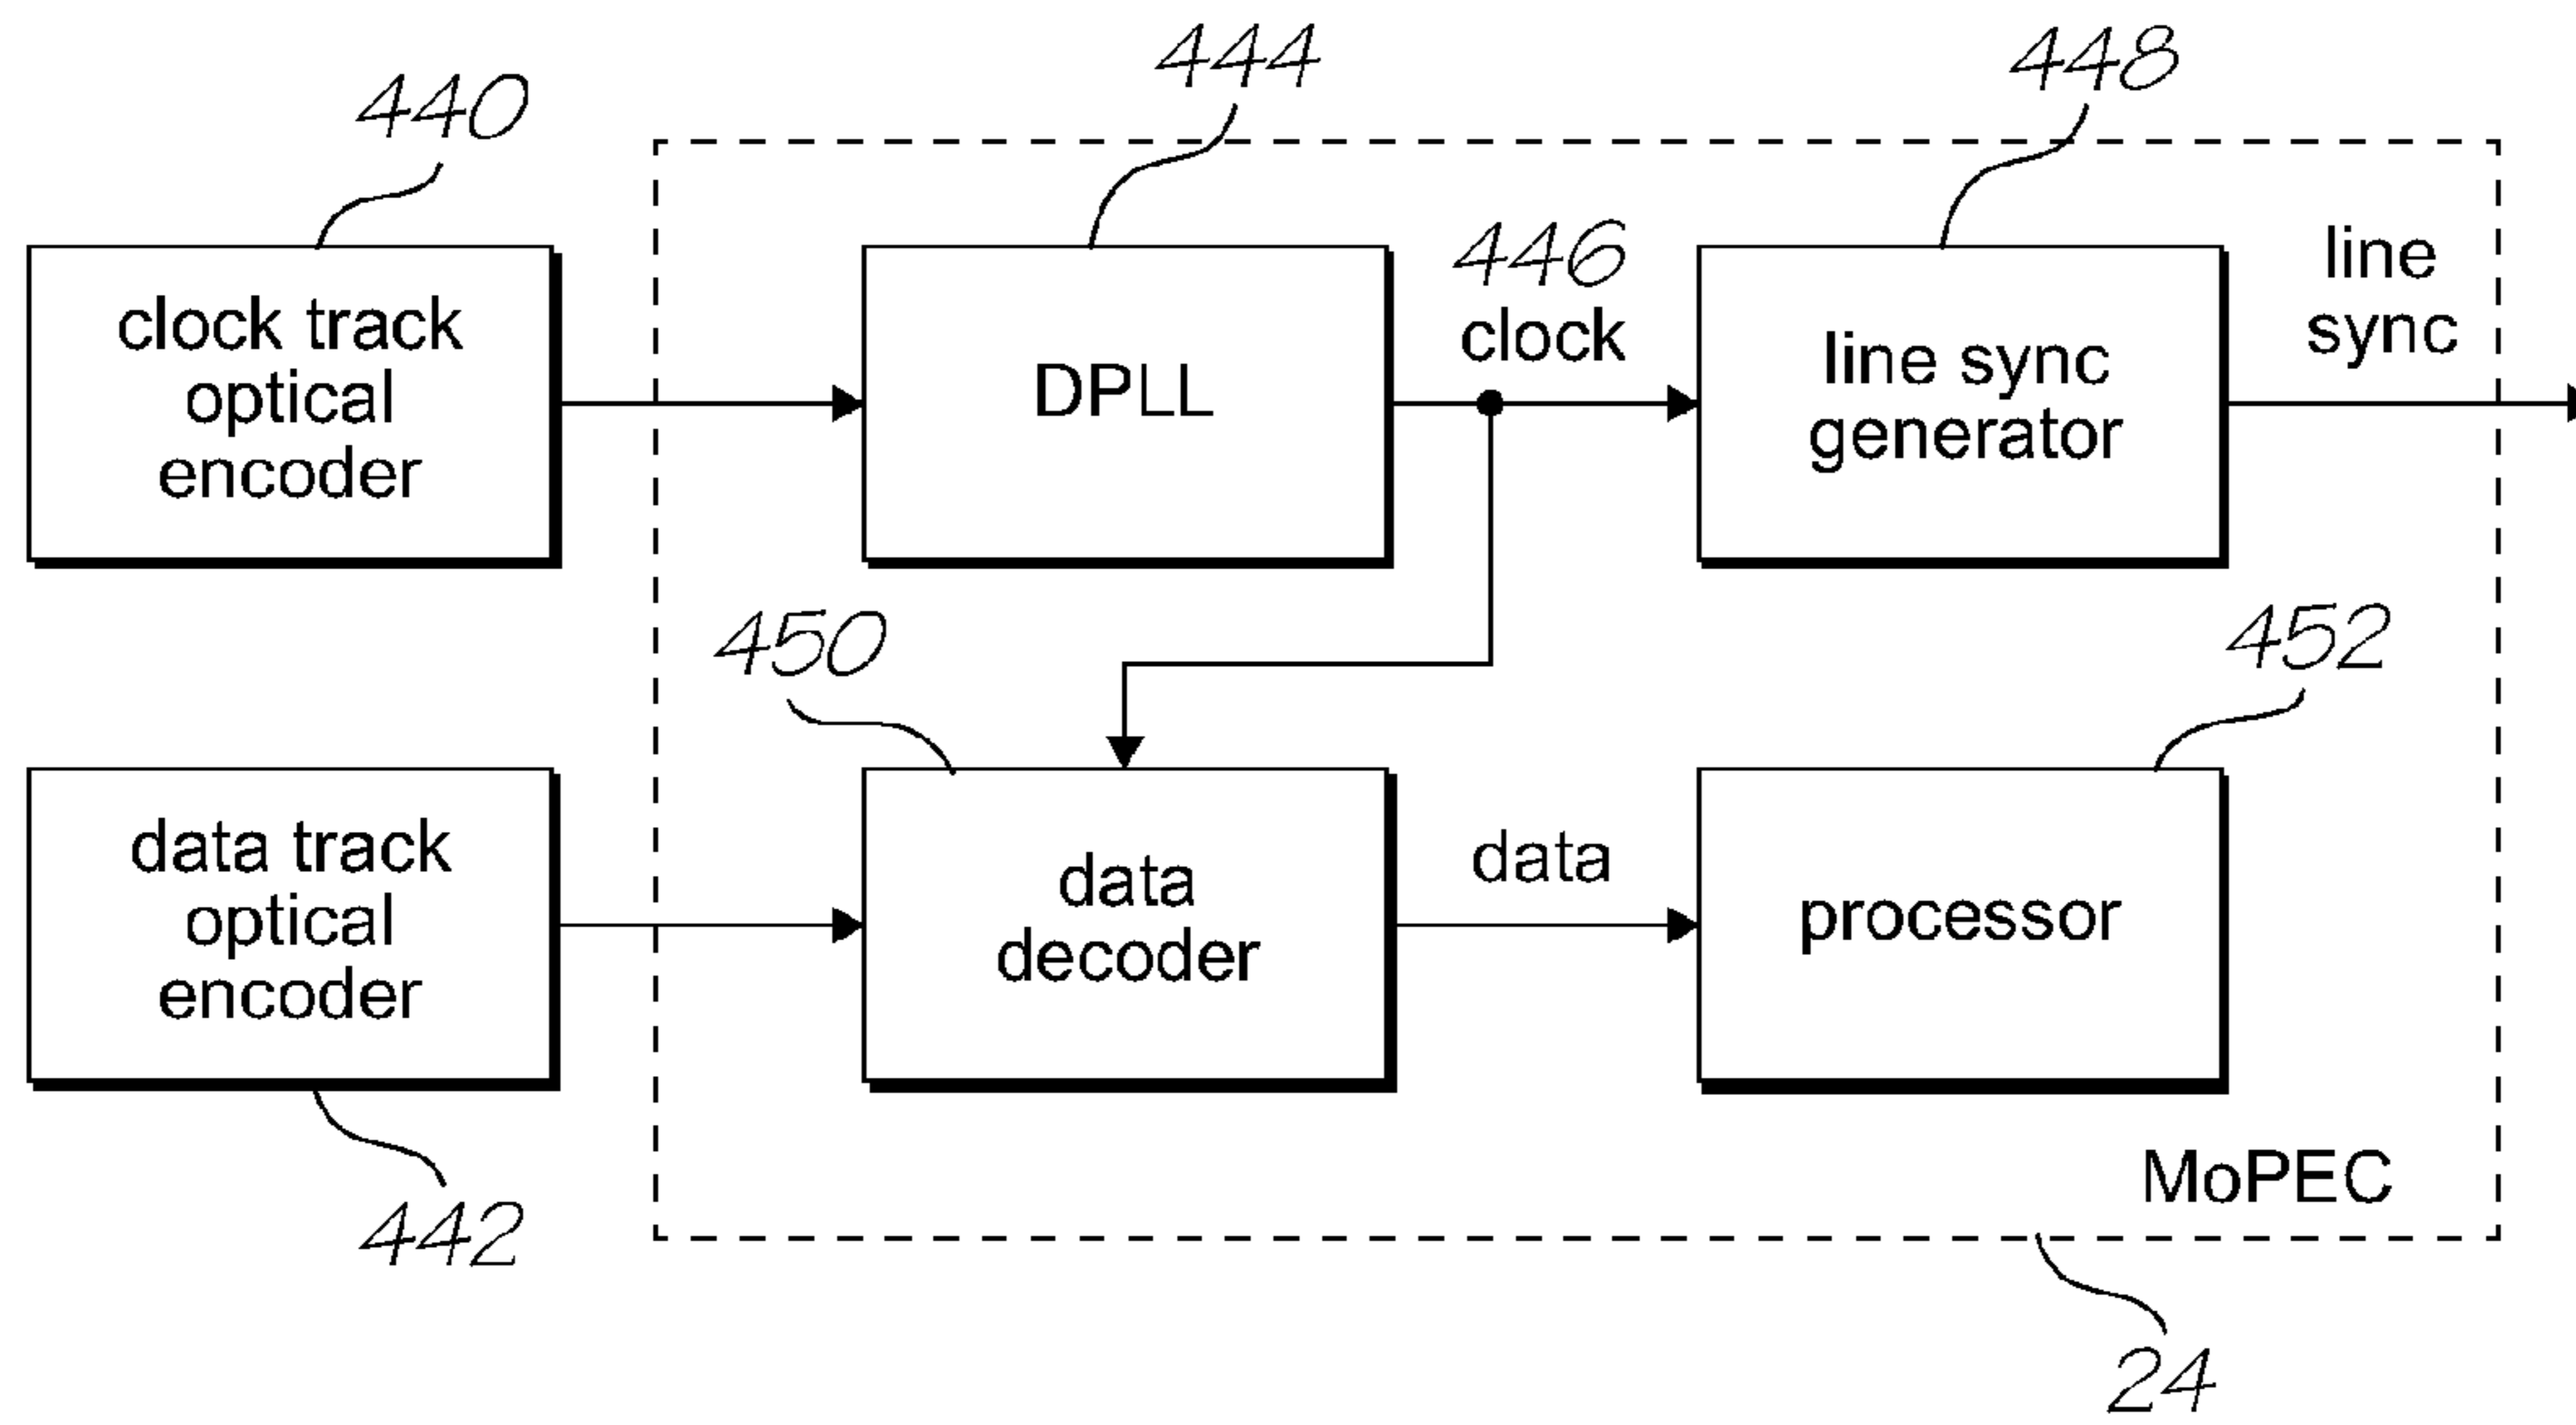 444
448
440
446
clock
line
sync
clock track
optical
encoder
DPLL
line sync
generator
450
452
data track
optical
encoder
data
decoder
data
processor
MoPEC
442
24